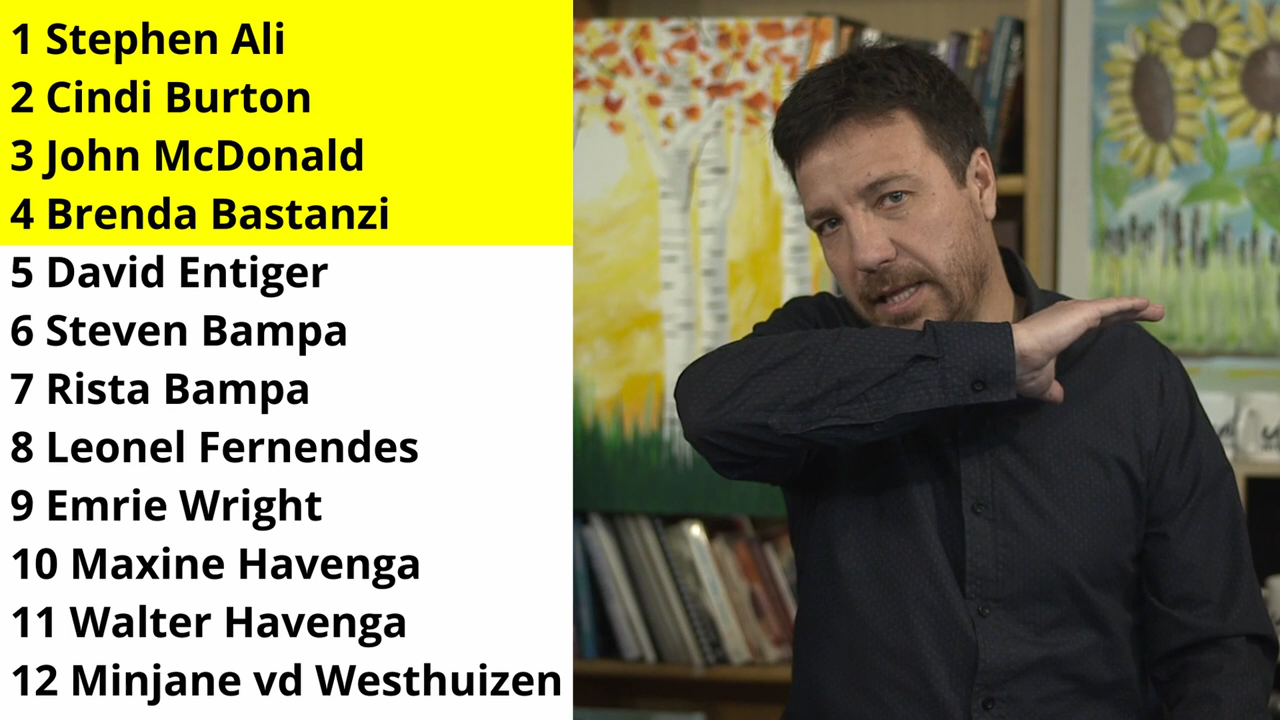 1 Stephen Ali
2 Cindi Burton
3 John McDonald
4 Brenda Bastanzi
5 David Entiger
6 Steven Bampa
7 Rista Bampa
8 Leonel Fernendes
9 Emrie Wright
10 Maxine Havenga
11 Walter Havenga
12 Minjane vd Westhuizen